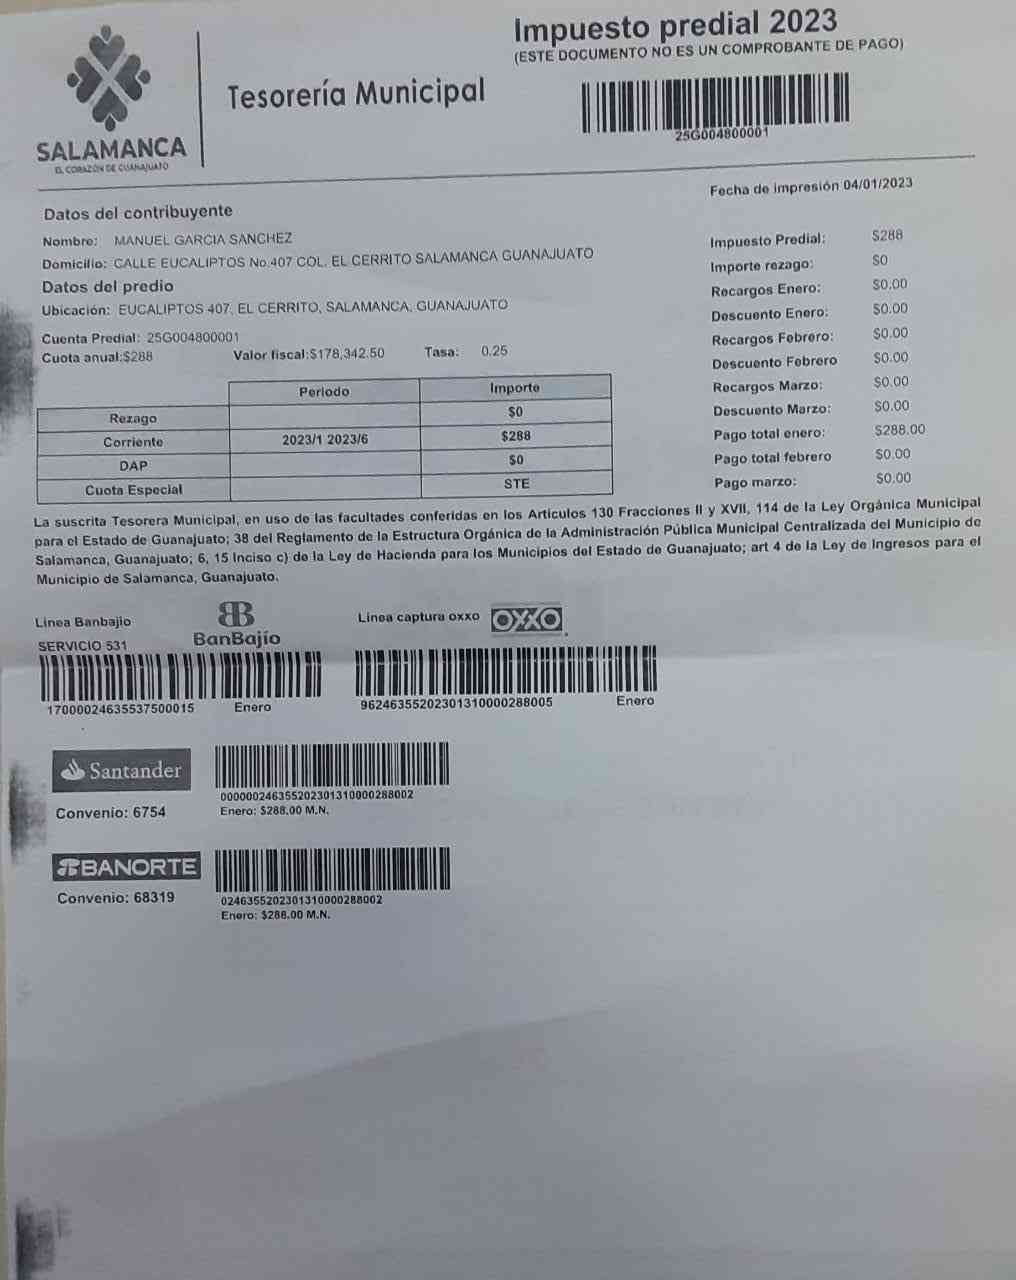 Impuesto predial 2023
(ESTE DOCUMENTO NO ES UN COMPROBANTE DE PAGO)
SALAMANCA
EL CORAZÓN DE GUANAJUATO
Tesorería Municipal
25G004800001
Fecha de impresión 04/01/2023
Datos del contribuyente
Nombre: MANUEL GARCIA SANCHEZ
Domicilio: CALLE EUCALIPTOS No.407 COL. EL CERRITO SALAMANCA GUANAJUATO
Datos del predio
Ubicación: EUCALIPTOS 407, EL CERRITO, SALAMANCA, GUANAJUATO
Cuenta Predial: 25G004800001
Cuota anual:$288 Valor fiscal:$178,342.50 Tasa: 0.25
Impuesto Predial: $288
Importe rezago: $0
Recargos Enero: $0.00
Descuento Enero: $0.00
Recargos Febrero: $0.00
Descuento Febrero $0.00
Recargos Marzo: $0.00
Descuento Marzo: $0.00
Pago total enero: $288.00
Pago total febrero $0.00
Pago marzo: $0.00
Periodo Importe
Rezago $0
Corriente 2023/1 2023/6 $288
DAP $0
Cuota Especial STE
La suscrita Tesorera Municipal, en uso de las facultades conferidas en los Artículos 130 Fracciones II y XVII, 114 de la Ley Orgánica Municipal
para el Estado de Guanajuato; 38 del Reglamento de la Estructura Orgánica de la Administración Pública Municipal Centralizada del Municipio de
Salamanca, Guanajuato; 6, 15 Inciso c) de la Ley de Hacienda para los Municipios del Estado de Guanajuato; art 4 de la Ley de Ingresos para el
Municipio de Salamanca, Guanajuato.
Linea Banbajio
SERVICIO 531
BanBajío
17000024635537500015 Enero
Linea captura oxxo OXXO
96246355202301310000288005 Enero
Santander
Convenio: 6754
000000246355202301310000288002
Enero: $288.00 M.N.
BANORTE
Convenio: 68319
0246355202301310000288002
Enero: $288.00 M.N.